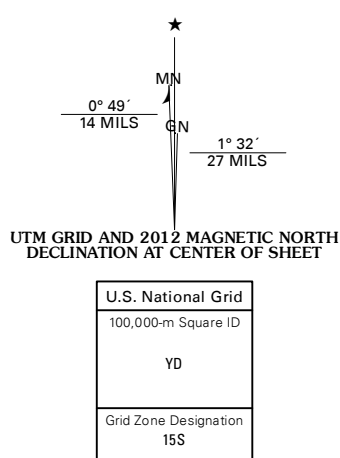 ★
MN
0° 49´
14 MILS
GN
1° 32´
27 MILS
UTM GRID AND 2012 MAGNETIC NORTH
DECLINATION AT CENTER OF SHEET
U.S. National Grid
100,000-m Square ID
YD
Grid Zone Designation
15S